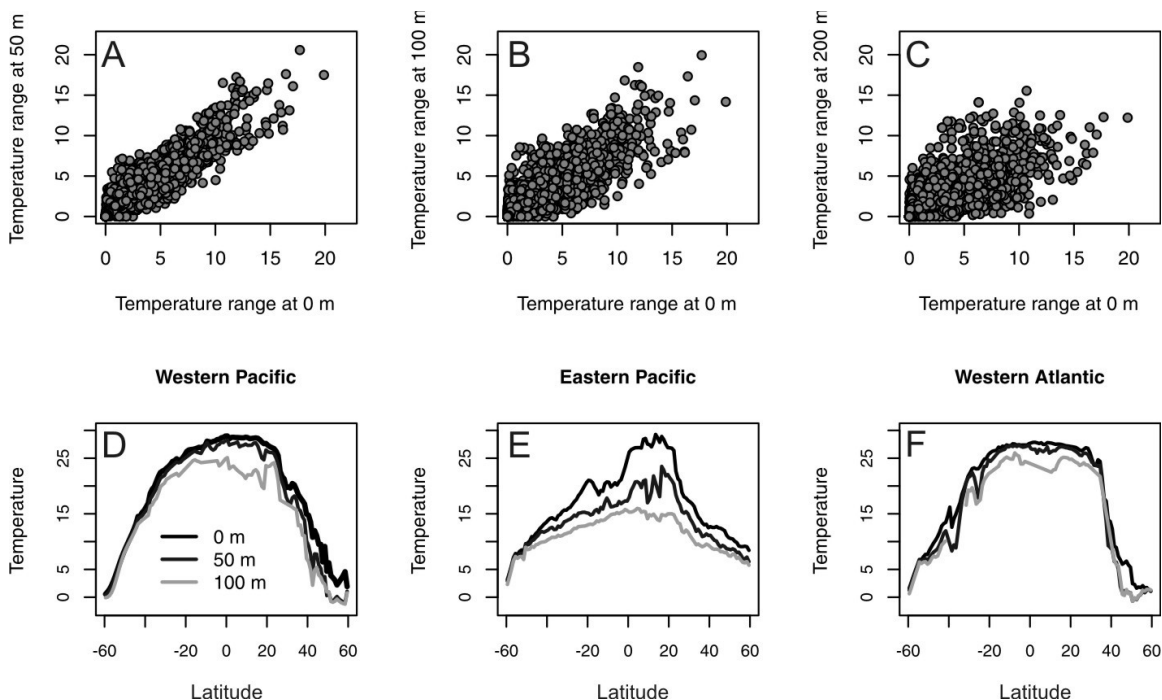 A
Temperature range at 50 m
20
15
10
5
0
0 5 10 15 20
Temperature range at 0 m
B
Temperature range at 100 m
20
15
10
5
0
0 5 10 15 20
Temperature range at 0 m
C
Temperature range at 200 m
20
15
10
5
0
0 5 10 15 20
Temperature range at 0 m
Western Pacific
D
Temperature
25
15
5
0
0 m
50 m
100 m
-60 -20 0 20 40 60
Latitude
Eastern Pacific
E
Temperature
25
15
5
0
-60 -20 0 20 40 60
Latitude
Western Atlantic
F
Temperature
25
15
5
0
-60 -20 0 20 40 60
Latitude